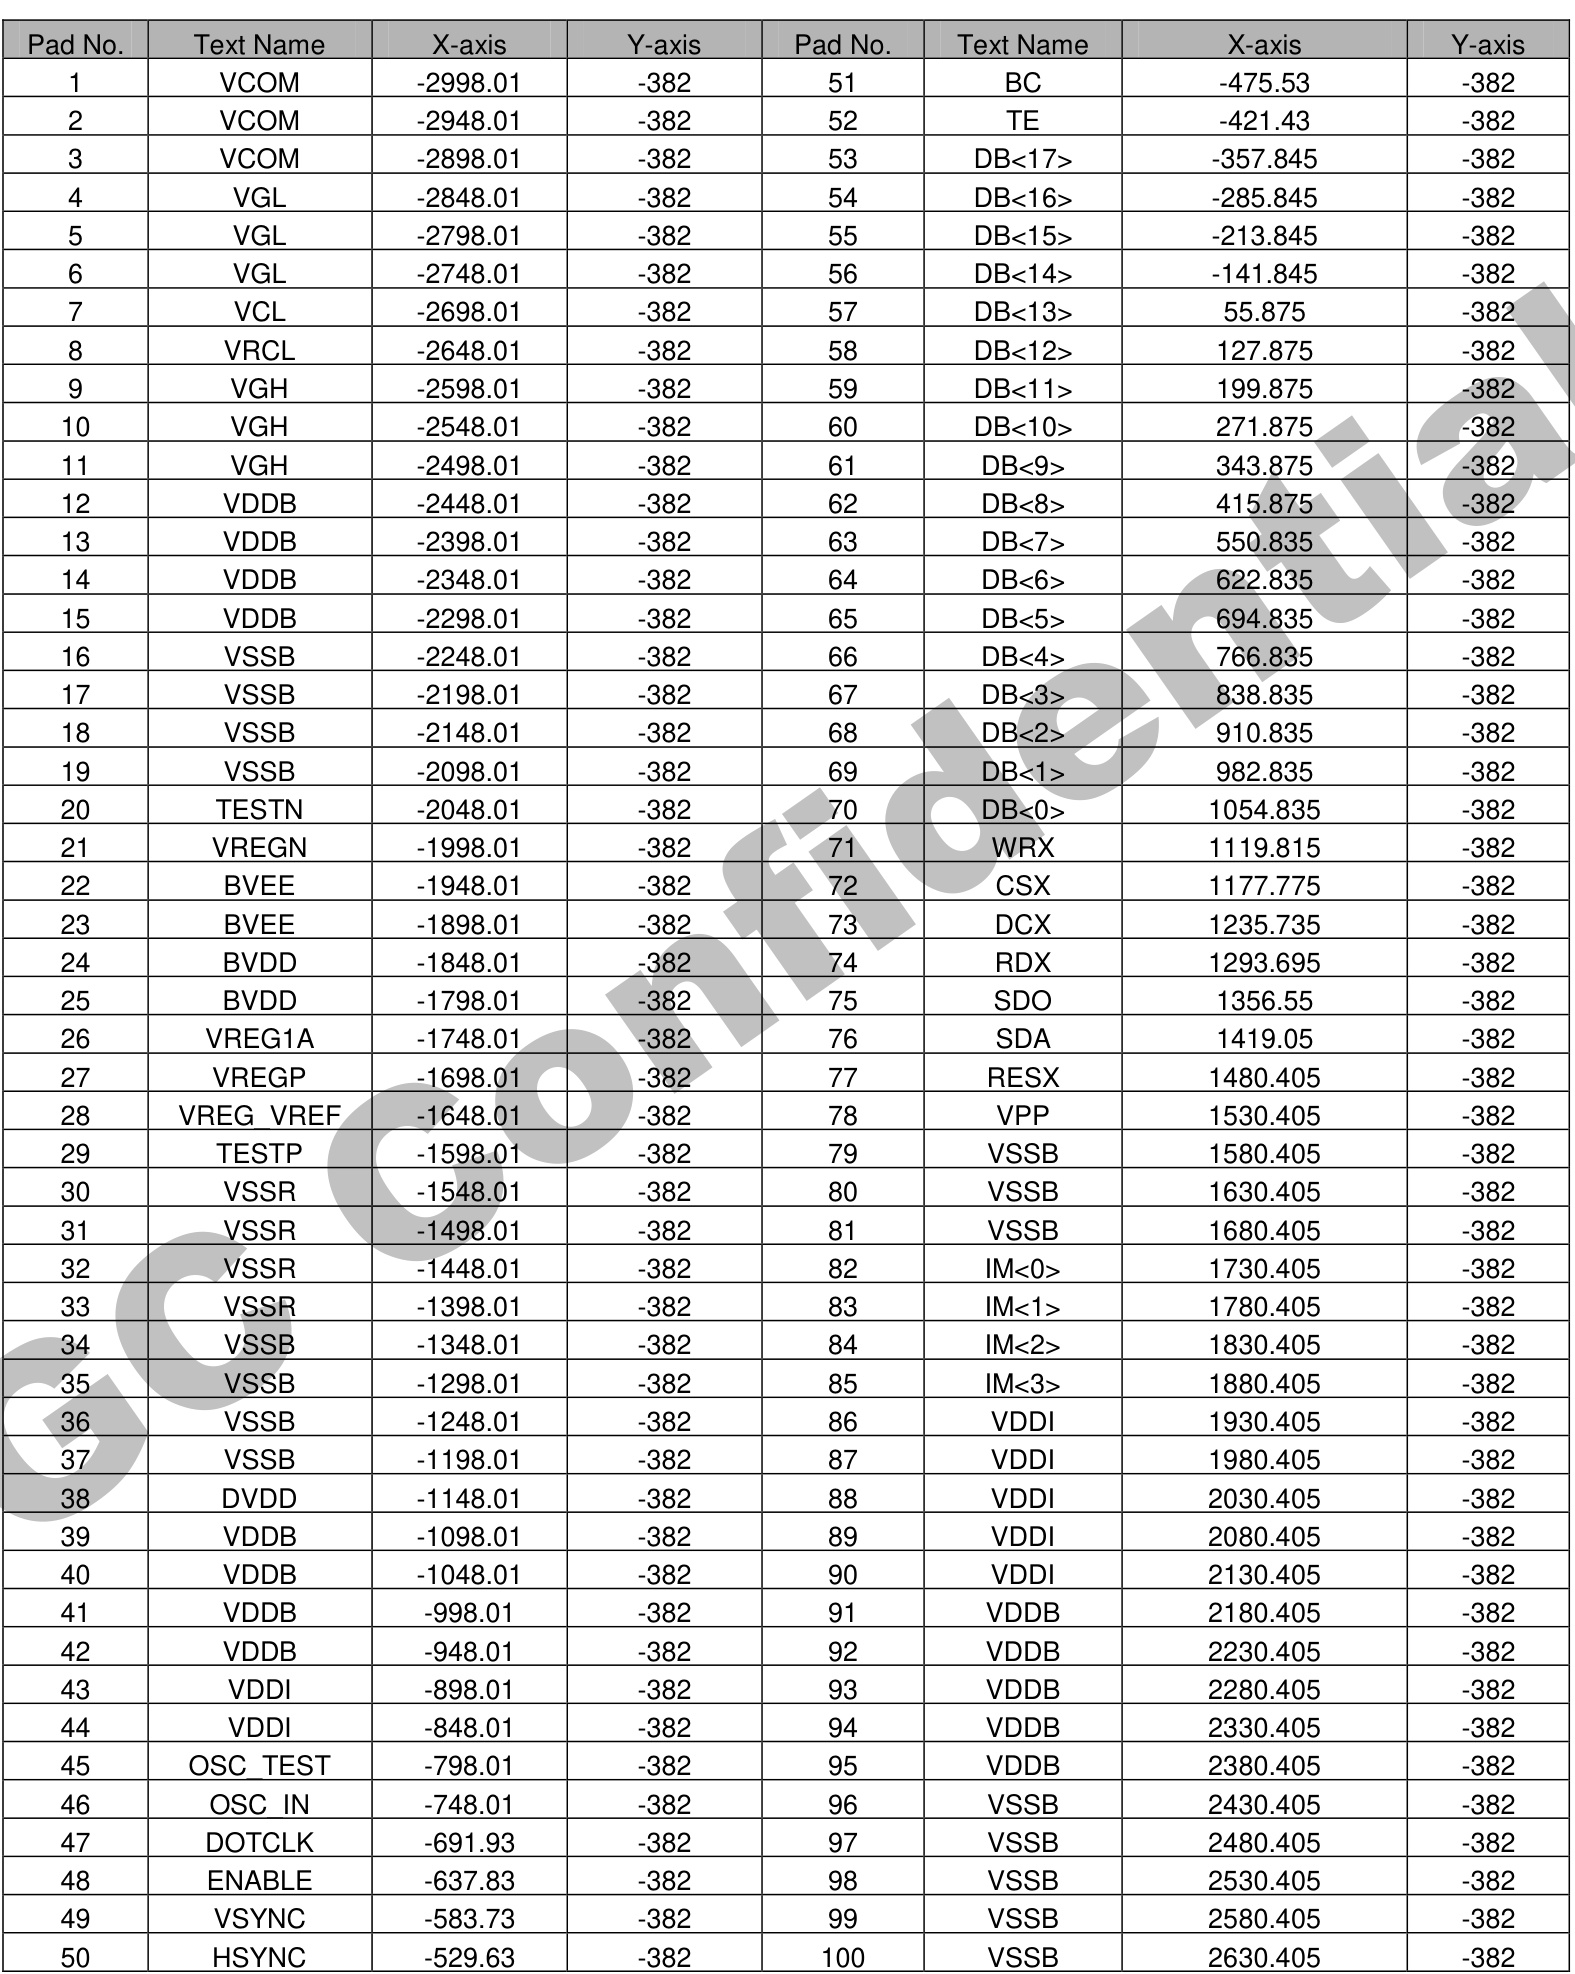 Pad No. Text Name X-axis Y-axis Pad No. Text Name X-axis Y-axis
1 VCOM -2998.01 -382 51 BC -475.53 -382
2 VCOM -2948.01 -382 52 TE -421.43 -382
3 VCOM -2898.01 -382 53 DB<17> -357.845 -382
4 VGL -2848.01 -382 54 DB<16> -285.845 -382
5 VGL -2798.01 -382 55 DB<15> -213.845 -382
6 VGL -2748.01 -382 56 DB<14> -141.845 -382
7 VCL -2698.01 -382 57 DB<13> 55.875 -382
8 VRCL -2648.01 -382 58 DB<12> 127.875 -382
9 VGH -2598.01 -382 59 DB<11> 199.875 -382
10 VGH -2548.01 -382 60 DB<10> 271.875 -382
11 VGH -2498.01 -382 61 DB<9> 343.875 -382
12 VDDB -2448.01 -382 62 DB<8> 415.875 -382
13 VDDB -2398.01 -382 63 DB<7> 550.835 -382
14 VDDB -2348.01 -382 64 DB<6> 622.835 -382
15 VDDB -2298.01 -382 65 DB<5> 694.835 -382
16 VSSB -2248.01 -382 66 DB<4> 766.835 -382
17 VSSB -2198.01 -382 67 DB<3> 838.835 -382
18 VSSB -2148.01 -382 68 DB<2> 910.835 -382
19 VSSB -2098.01 -382 69 DB<1> 982.835 -382
20 TESTN -2048.01 -382 70 DB<0> 1054.835 -382
21 VREGN -1998.01 -382 71 WRX 1119.815 -382
22 BVEE -1948.01 -382 72 CSX 1177.775 -382
23 BVEE -1898.01 -382 73 DCX 1235.735 -382
24 BVDD -1848.01 -382 74 RDX 1293.695 -382
25 BVDD -1798.01 -382 75 SDO 1356.55 -382
26 VREG1A -1748.01 -382 76 SDA 1419.05 -382
27 VREGP -1698.01 -382 77 RESX 1480.405 -382
28 VREG_VREF -1648.01 -382 78 VPP 1530.405 -382
29 TESTP -1598.01 -382 79 VSSB 1580.405 -382
30 VSSR -1548.01 -382 80 VSSB 1630.405 -382
31 VSSR -1498.01 -382 81 VSSB 1680.405 -382
32 VSSR -1448.01 -382 82 IM<0> 1730.405 -382
33 VSSR -1398.01 -382 83 IM<1> 1780.405 -382
34 VSSB -1348.01 -382 84 IM<2> 1830.405 -382
35 VSSB -1298.01 -382 85 IM<3> 1880.405 -382
36 VSSB -1248.01 -382 86 VDDI 1930.405 -382
37 VSSB -1198.01 -382 87 VDDI 1980.405 -382
38 DVDD -1148.01 -382 88 VDDI 2030.405 -382
39 VDDB -1098.01 -382 89 VDDI 2080.405 -382
40 VDDB -1048.01 -382 90 VDDI 2130.405 -382
41 VDDB -998.01 -382 91 VDDB 2180.405 -382
42 VDDB -948.01 -382 92 VDDB 2230.405 -382
43 VDDI -898.01 -382 93 VDDB 2280.405 -382
44 VDDI -848.01 -382 94 VDDB 2330.405 -382
45 OSC_TEST -798.01 -382 95 VDDB 2380.405 -382
46 OSC_IN -748.01 -382 96 VSSB 2430.405 -382
47 DOTCLK -691.93 -382 97 VSSB 2480.405 -382
48 ENABLE -637.83 -382 98 VSSB 2530.405 -382
49 VSYNC -583.73 -382 99 VSSB 2580.405 -382
50 HSYNC -529.63 -382 100 VSSB 2630.405 -382
GC Confidential